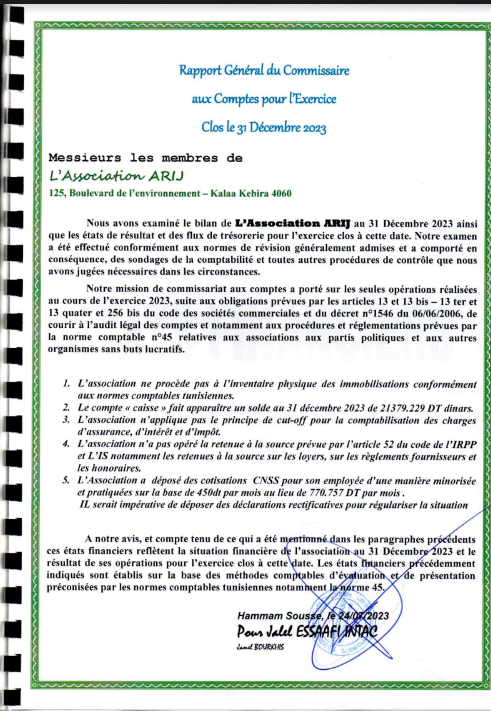 Rapport Général du Commissaire
aux Comptes pour l'Exercice
Clos le 31 Décembre 2023
Messieurs les membres de
L'Association ARIJ
125, Boulevard de l'environnement – Kalaa Kebira 4060
Nous avons examiné le bilan de L'Association ARIJ au 31 Décembre 2023 ainsi
que les états de résultat et des flux de trésorerie pour l'exercice clos à cette date. Notre examen
a été effectué conformément aux normes de révision généralement admises et a comporté en
conséquence, des sondages de la comptabilité et toutes autres procédures de contrôle que nous
avons jugées nécessaires dans les circonstances.
Notre mission de commissariat aux comptes a porté sur les seules opérations réalisées
au cours de l'exercice 2023, suite aux obligations prévues par les articles 13 et 13 bis – 13 ter et
13 quater et 256 bis du code des sociétés commerciales et du décret n°1546 du 06/06/2006, de
courir à l'audit légal des comptes et notamment aux procédures et réglementations prévues par
la norme comptable n°45 relatives aux associations aux partis politiques et aux autres
organismes sans buts lucratifs.
1. L'association ne procède pas à l'inventaire physique des immobilisations conformément
aux normes comptables tunisiennes.
2. Le compte « caisse » fait apparaître un solde au 31 décembre 2023 de 21379.229 DT dinars.
3. L'association n'applique pas le principe de cut-off pour la comptabilisation des charges
d'assurance, d'intérêt et d'impôt.
4. L'association n'a pas opéré la retenue à la source prévue par l'article 52 du code de l'IRPP
et L'IS notamment les retenues à la source sur les loyers, sur les règlements fournisseurs et
les honoraires.
5. L'Association a déposé des cotisations CNSS pour son employée d'une manière minorisée
et pratiquées sur la base de 450dt par mois au lieu de 770.757 DT par mois .
IL serait impérative de déposer des déclarations rectificatives pour régulariser la situation
A notre avis, et compte tenu de ce qui a été mentionné dans les paragraphes précédents
ces états financiers reflètent la situation financière de l'association au 31 Décembre 2023 et le
résultat de ses opérations pour l'exercice clos à cette date. Les états financiers précédemment
indiqués sont établis sur la base des méthodes comptables d'évaluation et de présentation
préconisées par les normes comptables tunisiennes notamment la norme 45.
Hammam Sousse, le 24/07/2023
Pour Jalel ESSAAFI INTAC
Jamel BOURKHIS